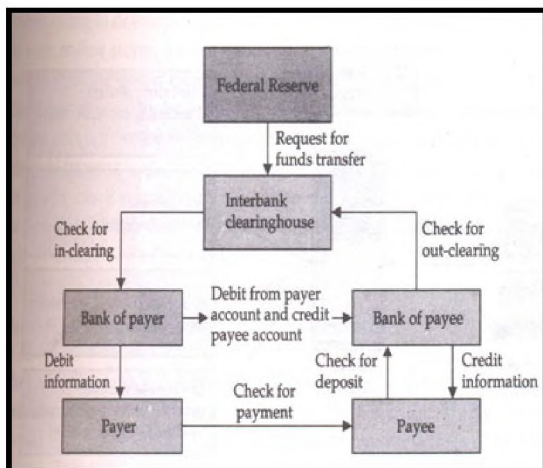 Federal Reserve
Request for
funds transfer
Interbank
clearinghouse
Check for
in-clearing
Check for
out-clearing
Bank of payer
Debit from payer
account and credit
payee account
Bank of payee
Debit
information
Check for
deposit
Credit
information
Payer
Check for
payment
Payee